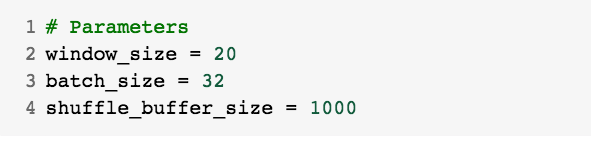 1 # Parameters
2 window_size = 20
3 batch_size = 32
4 shuffle_buffer_size = 1000